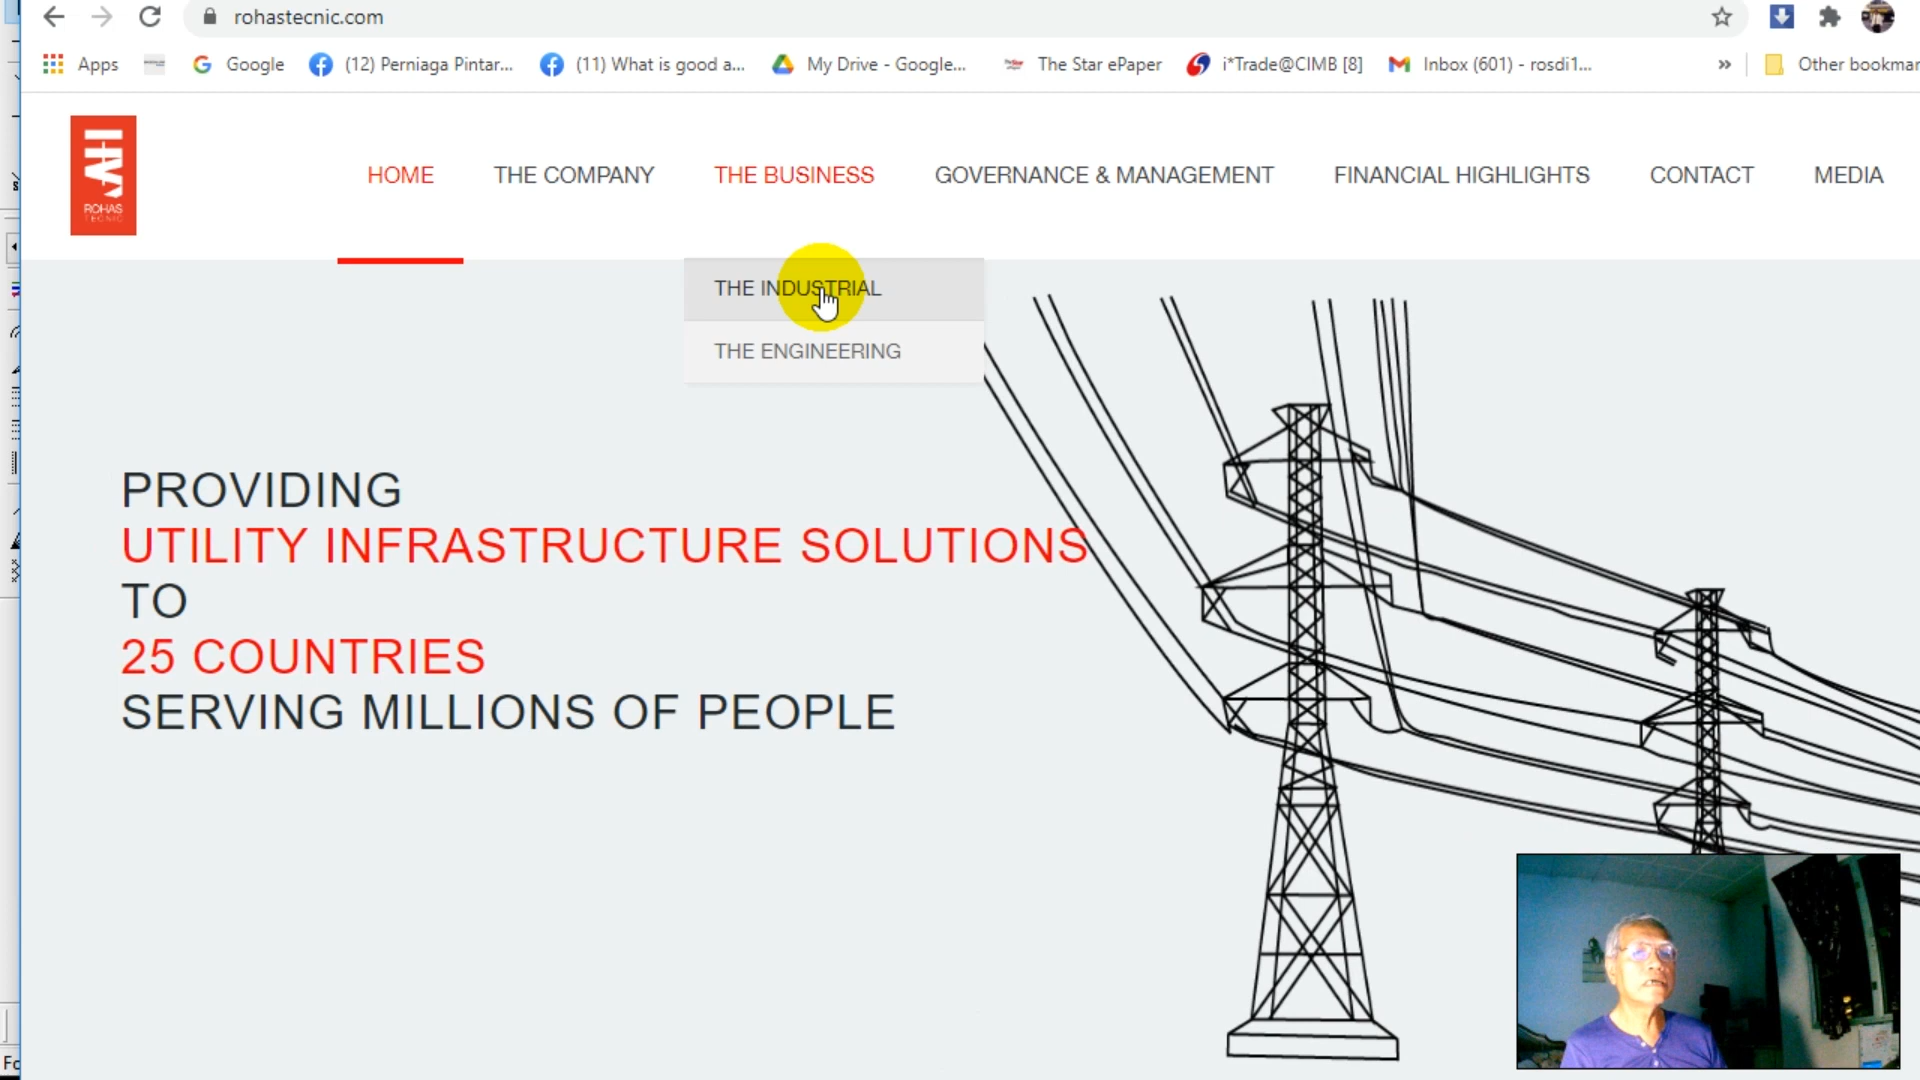 rohastecnic.com
Apps
Google
(12) Perniaga Pintar...
(11) What is good a...
My Drive - Google...
The Star ePaper
i*Trade@CIMB [8]
Inbox (601) - rosdi1...
»
Other bookmar
ROHAS
TECNIC
HOME
THE COMPANY
THE BUSINESS
GOVERNANCE & MANAGEMENT
FINANCIAL HIGHLIGHTS
CONTACT
MEDIA
THE INDUSTRIAL
THE ENGINEERING
PROVIDING
UTILITY INFRASTRUCTURE SOLUTIONS
TO
25 COUNTRIES
SERVING MILLIONS OF PEOPLE
Fo